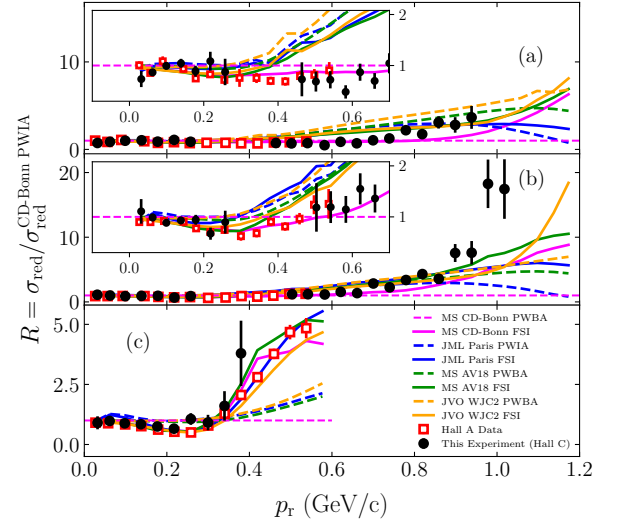 R = σred/σred^CD-Bonn PWIA
10
0
(a)
2
1
0.0
0.2
0.4
0.6
20
10
0
(b)
2
1
0.0
0.2
0.4
0.6
5.0
2.5
0.0
(c)
MS CD-Bonn PWBA
MS CD-Bonn FSI
JML Paris PWIA
JML Paris FSI
MS AV18 PWBA
MS AV18 FSI
JVO WJC2 PWBA
JVO WJC2 FSI
Hall A Data
This Experiment (Hall C)
0.0
0.2
0.4
0.6
0.8
1.0
1.2
pr (GeV/c)